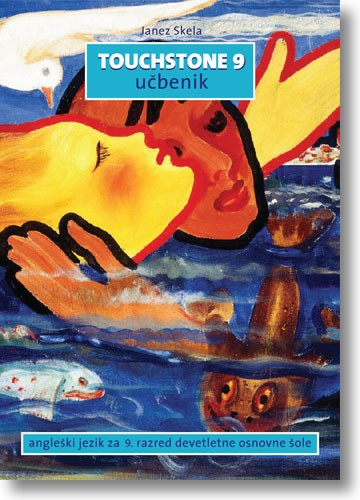 Janez Skela
TOUCHSTONE 9
učbenik
angleški jezik za 9. razred devetletne osnovne šole